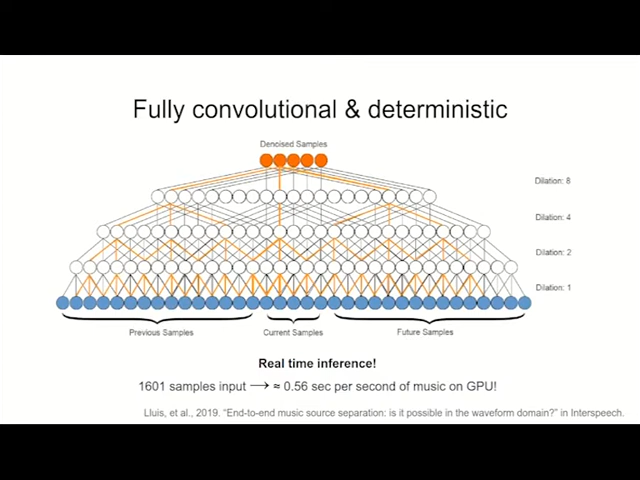 Fully convolutional & deterministic
Denoised Samples
Dilation: 8
Dilation: 4
Dilation: 2
Dilation: 1
Previous Samples
Current Samples
Future Samples
Real time inference!
1601 samples input ⟶ ≈ 0.56 sec per second of music on GPU!
Lluis, et al., 2019. “End-to-end music source separation: is it possible in the waveform domain?” in Interspeech.